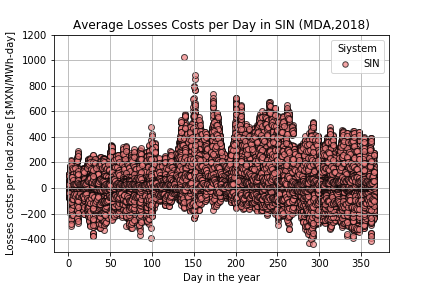 Average Losses Costs per Day in SIN (MDA,2018)
Losses costs per load zone [$MXN/MWh-day]
1200
1000
800
600
400
200
0
−200
−400
Siystem
SIN
0 50 100 150 200 250 300 350
Day in the year